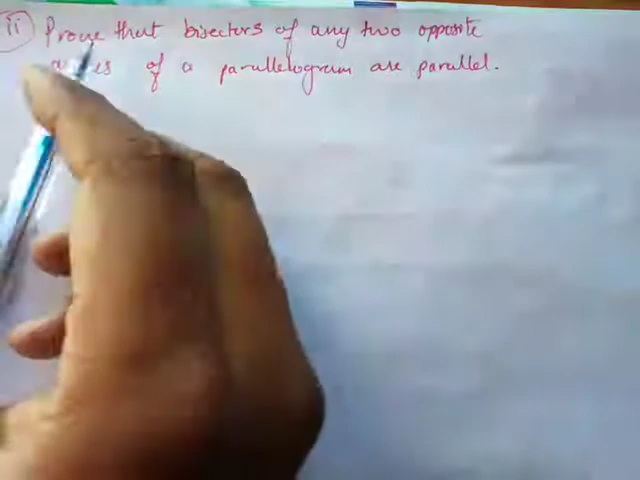 ii Prove that bisectors of any two opposite
of a parallelogram are parallel.